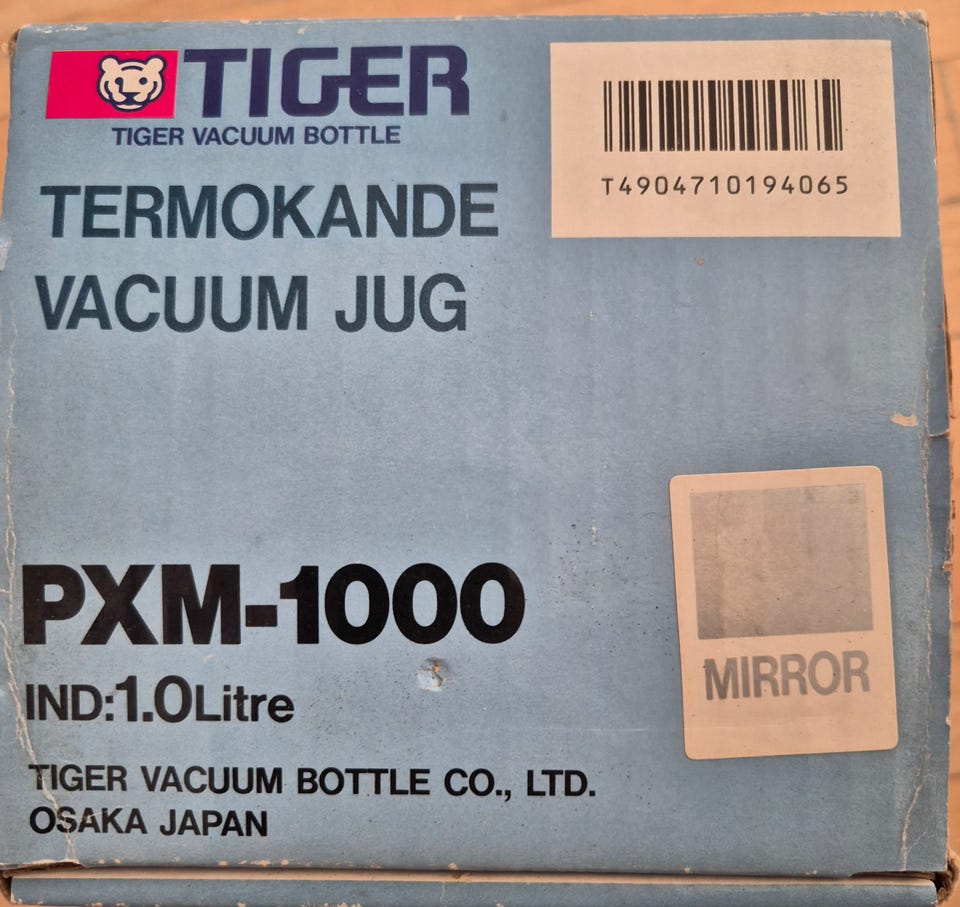 TIGER
TIGER VACUUM BOTTLE
T4904710194065
TERMOKANDE
VACUUM JUG
PXM-1000
IND:1.0Litre
MIRROR
TIGER VACUUM BOTTLE CO., LTD.
OSAKA JAPAN